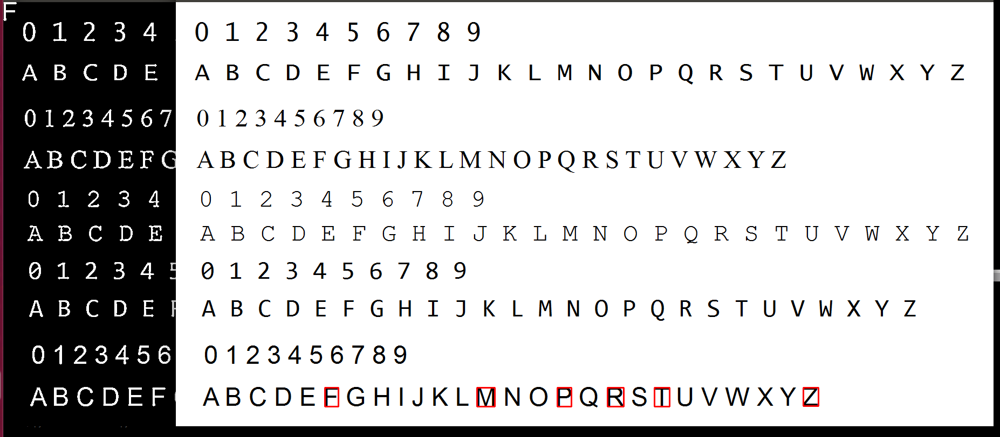 F
0 1 2 3 4
0 1 2 3 4 5 6 7 8 9
A B C D E
A B C D E F G H I J K L M N O P Q R S T U V W X Y Z
0 1 2 3 4 5 6 7
0 1 2 3 4 5 6 7 8 9
A B C D E F G
A B C D E F G H I J K L M N O P Q R S T U V W X Y Z
0 1 2 3 4
0 1 2 3 4 5 6 7 8 9
A B C D E
A B C D E F G H I J K L M N O P Q R S T U V W X Y Z
0 1 2 3 4 5
0 1 2 3 4 5 6 7 8 9
A B C D E
A B C D E F G H I J K L M N O P Q R S T U V W X Y Z
0 1 2 3 4 5 6
0 1 2 3 4 5 6 7 8 9
A B C D E F
A B C D E F G H I J K L M N O P Q R S T U V W X Y Z